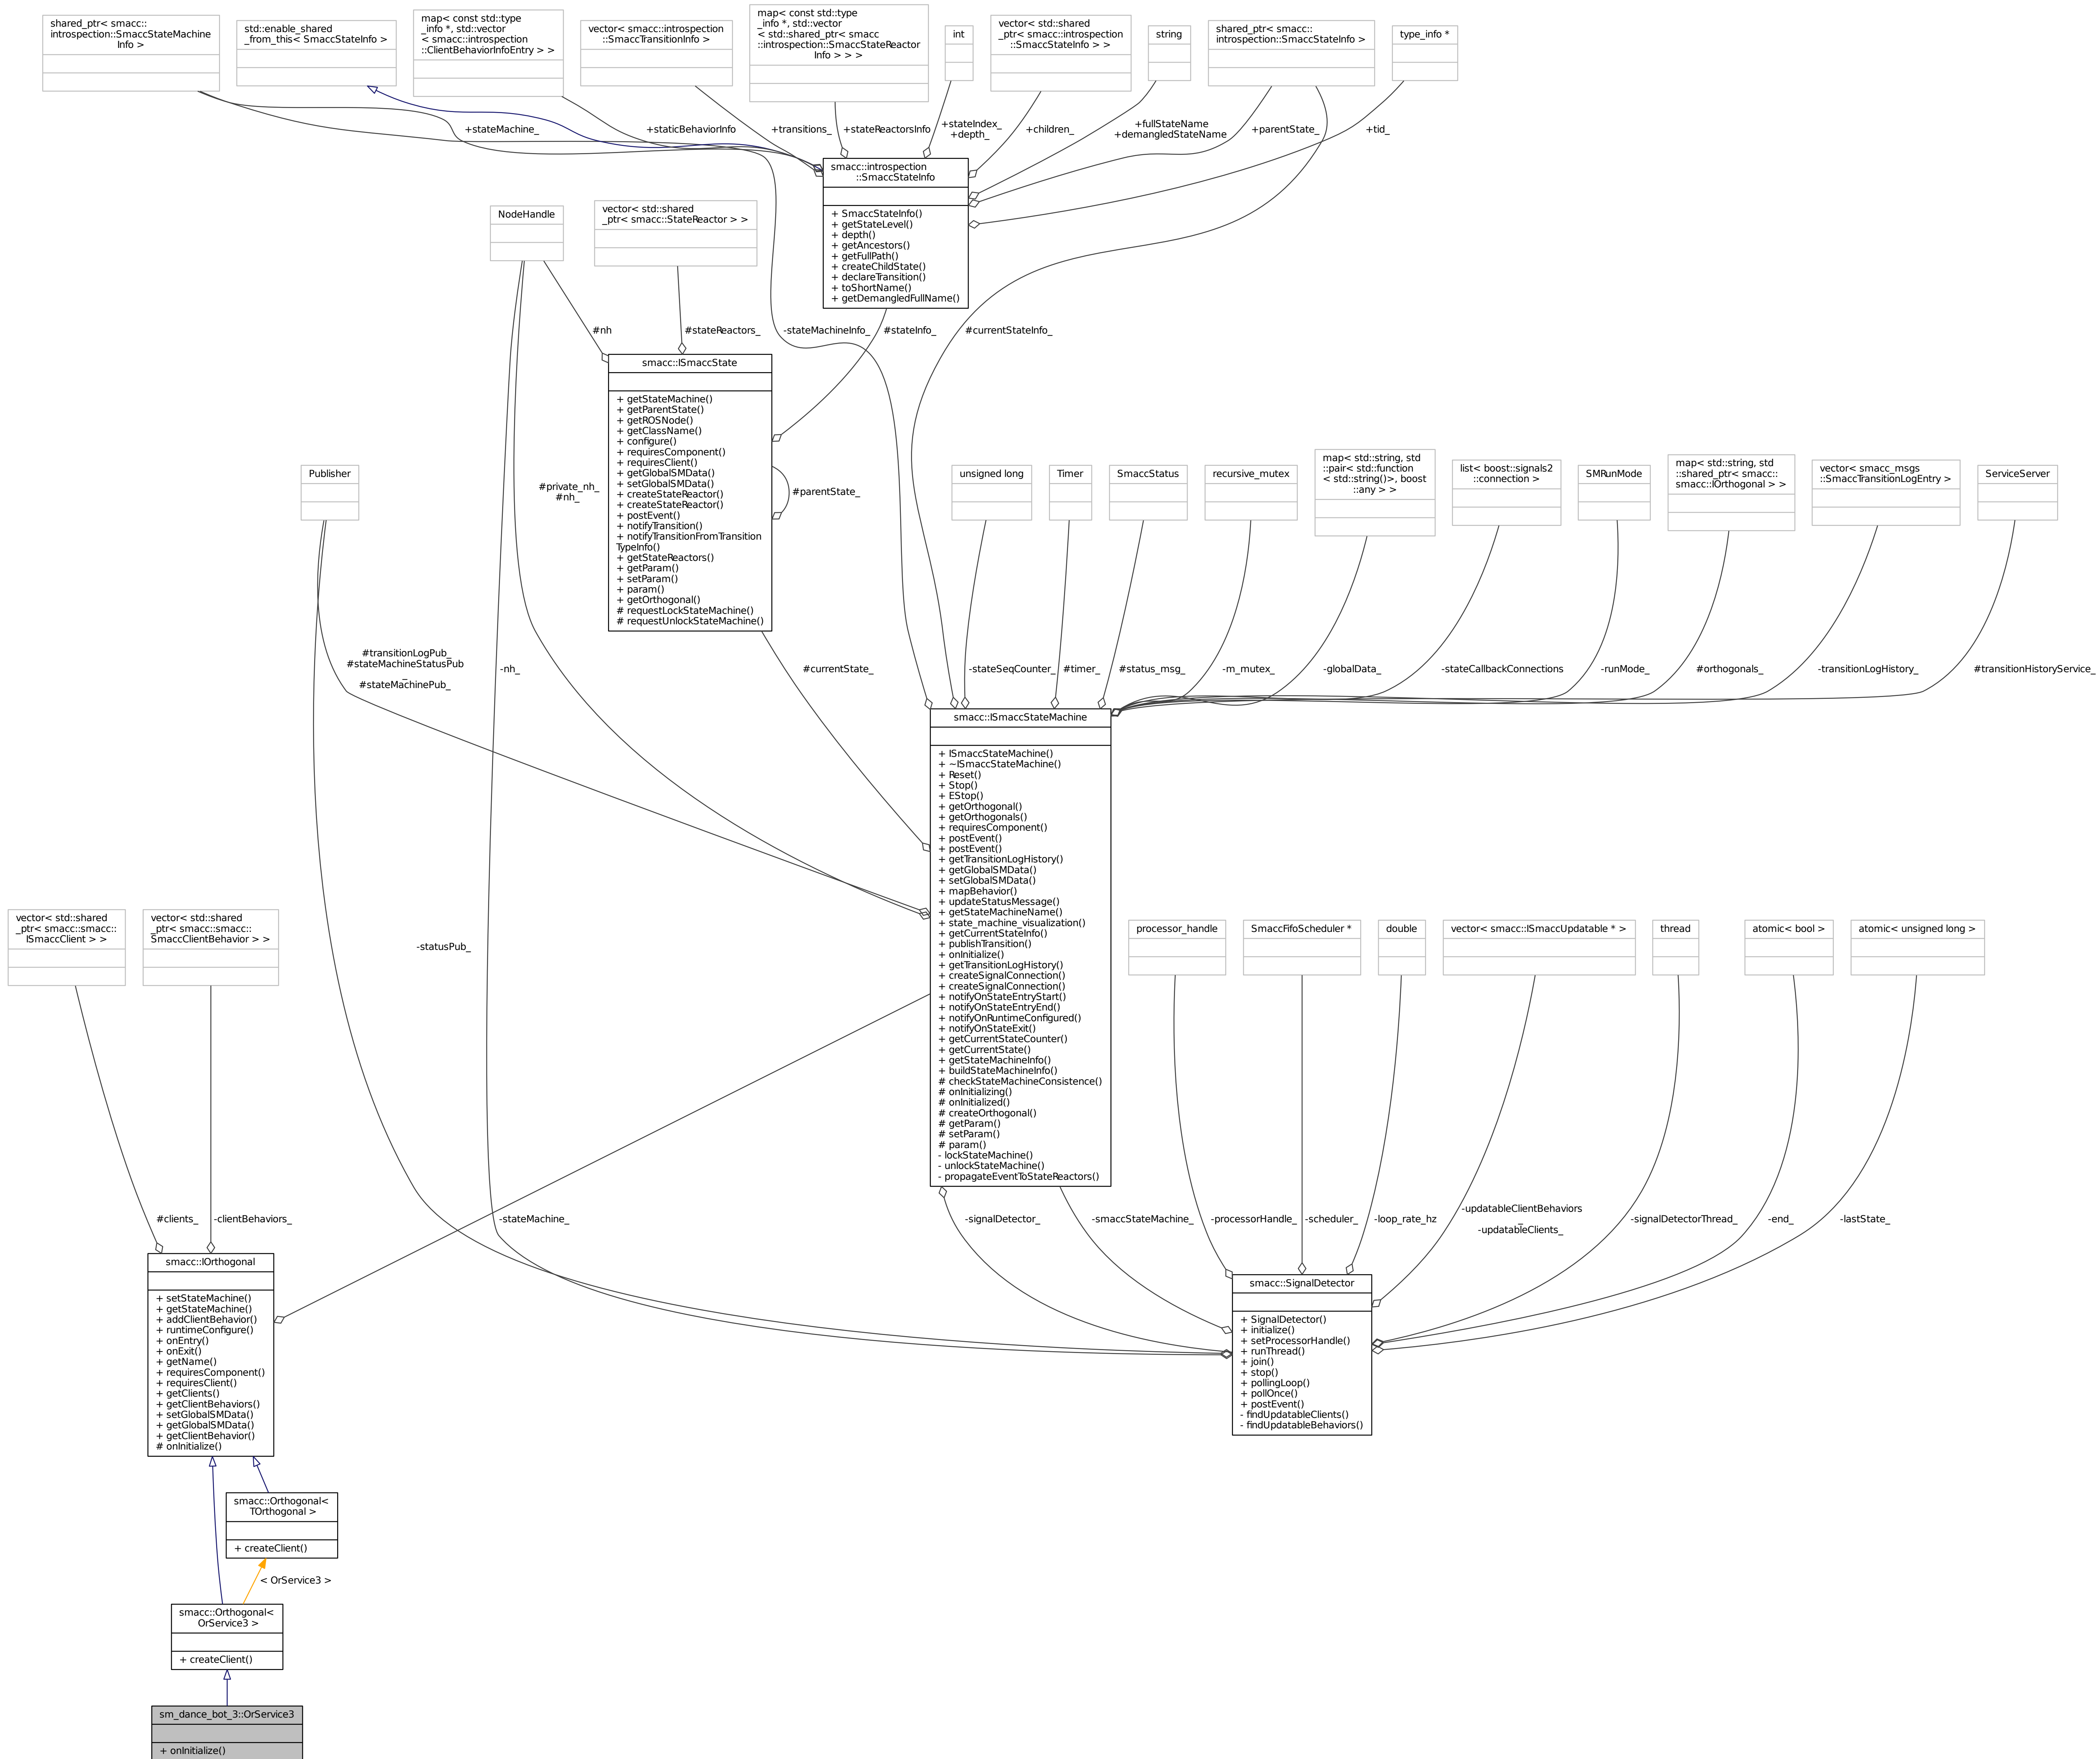 shared_ptr< smacc::
introspection::SmaccStateMachine
Info >
std::enable_shared
_from_this< SmaccStateInfo >
map< const std::type
_info *, std::vector
< smacc::introspection
::ClientBehaviorInfoEntry > >
vector< smacc::introspection
::SmaccTransitionInfo >
map< const std::type
_info *, std::vector
< std::shared_ptr< smacc
::introspection::SmaccStateReactor
Info > > >
int
vector< std::shared
_ptr< smacc::introspection
::SmaccStateInfo > >
string
shared_ptr< smacc::
introspection::SmaccStateInfo >
type_info *
+stateMachine_
+staticBehaviorInfo
+transitions_
+stateReactorsInfo
+stateIndex_
+depth_
+children_
+fullStateName
+demangledStateName
+parentState_
+tid_
smacc::introspection
::SmaccStateInfo
+ SmaccStateInfo()
+ getStateLevel()
+ depth()
+ getAncestors()
+ getFullPath()
+ createChildState()
+ declareTransition()
+ toShortName()
+ getDemangledFullName()
NodeHandle
vector< std::shared
_ptr< smacc::StateReactor > >
#nh
#stateReactors_
-stateMachineInfo_
#stateInfo_
#currentStateInfo_
smacc::ISmaccState
+ getStateMachine()
+ getParentState()
+ getROSNode()
+ getClassName()
+ configure()
+ requiresComponent()
+ requiresClient()
+ getGlobalSMData()
+ setGlobalSMData()
+ createStateReactor()
+ createStateReactor()
+ postEvent()
+ notifyTransition()
+ notifyTransitionFromTransition
TypeInfo()
+ getStateReactors()
+ getParam()
+ setParam()
+ param()
+ getOrthogonal()
# requestLockStateMachine()
# requestUnlockStateMachine()
#parentState_
#private_nh_
#nh_
Publisher
unsigned long
Timer
SmaccStatus
recursive_mutex
map< std::string, std
::pair< std::function
< std::string()>, boost
::any > >
list< boost::signals2
::connection >
SMRunMode
map< std::string, std
::shared_ptr< smacc::
smacc::IOrthogonal > >
vector< smacc_msgs
::SmaccTransitionLogEntry >
ServiceServer
#transitionLogPub_
#stateMachineStatusPub
_
#stateMachinePub_
-nh_
#currentState_
-stateSeqCounter_
#timer_
#status_msg_
-m_mutex_
-globalData_
-stateCallbackConnections
-runMode_
#orthogonals_
-transitionLogHistory_
#transitionHistoryService_
smacc::ISmaccStateMachine
+ ISmaccStateMachine()
+ ~ISmaccStateMachine()
+ Reset()
+ Stop()
+ EStop()
+ getOrthogonal()
+ getOrthogonals()
+ requiresComponent()
+ postEvent()
+ postEvent()
+ getTransitionLogHistory()
+ getGlobalSMData()
+ setGlobalSMData()
+ mapBehavior()
+ updateStatusMessage()
+ getStateMachineName()
+ state_machine_visualization()
+ getCurrentStateInfo()
+ publishTransition()
+ onInitialize()
+ getTransitionLogHistory()
+ createSignalConnection()
+ createSignalConnection()
+ notifyOnStateEntryStart()
+ notifyOnStateEntryEnd()
+ notifyOnRuntimeConfigured()
+ notifyOnStateExit()
+ getCurrentStateCounter()
+ getCurrentState()
+ getStateMachineInfo()
+ buildStateMachineInfo()
# checkStateMachineConsistence()
# onInitializing()
# onInitialized()
# createOrthogonal()
# getParam()
# setParam()
# param()
- lockStateMachine()
- unlockStateMachine()
- propagateEventToStateReactors()
vector< std::shared
_ptr< smacc::smacc::
ISmaccClient > >
vector< std::shared
_ptr< smacc::smacc::
SmaccClientBehavior > >
-statusPub_
processor_handle
SmaccFifoScheduler *
double
vector< smacc::ISmaccUpdatable * >
thread
atomic< bool >
atomic< unsigned long >
#clients_
-clientBehaviors_
-stateMachine_
-signalDetector_
-smaccStateMachine_
-processorHandle_
-scheduler_
-loop_rate_hz
-updatableClientBehaviors
_
-updatableClients_
-signalDetectorThread_
-end_
-lastState_
smacc::IOrthogonal
+ setStateMachine()
+ getStateMachine()
+ addClientBehavior()
+ runtimeConfigure()
+ onEntry()
+ onExit()
+ getName()
+ requiresComponent()
+ requiresClient()
+ getClients()
+ getClientBehaviors()
+ setGlobalSMData()
+ getGlobalSMData()
+ getClientBehavior()
# onInitialize()
smacc::SignalDetector
+ SignalDetector()
+ initialize()
+ setProcessorHandle()
+ runThread()
+ join()
+ stop()
+ pollingLoop()
+ pollOnce()
+ postEvent()
- findUpdatableClients()
- findUpdatableBehaviors()
smacc::Orthogonal<
TOrthogonal >
+ createClient()
< OrService3 >
smacc::Orthogonal<
OrService3 >
+ createClient()
sm_dance_bot_3::OrService3
+ onInitialize()